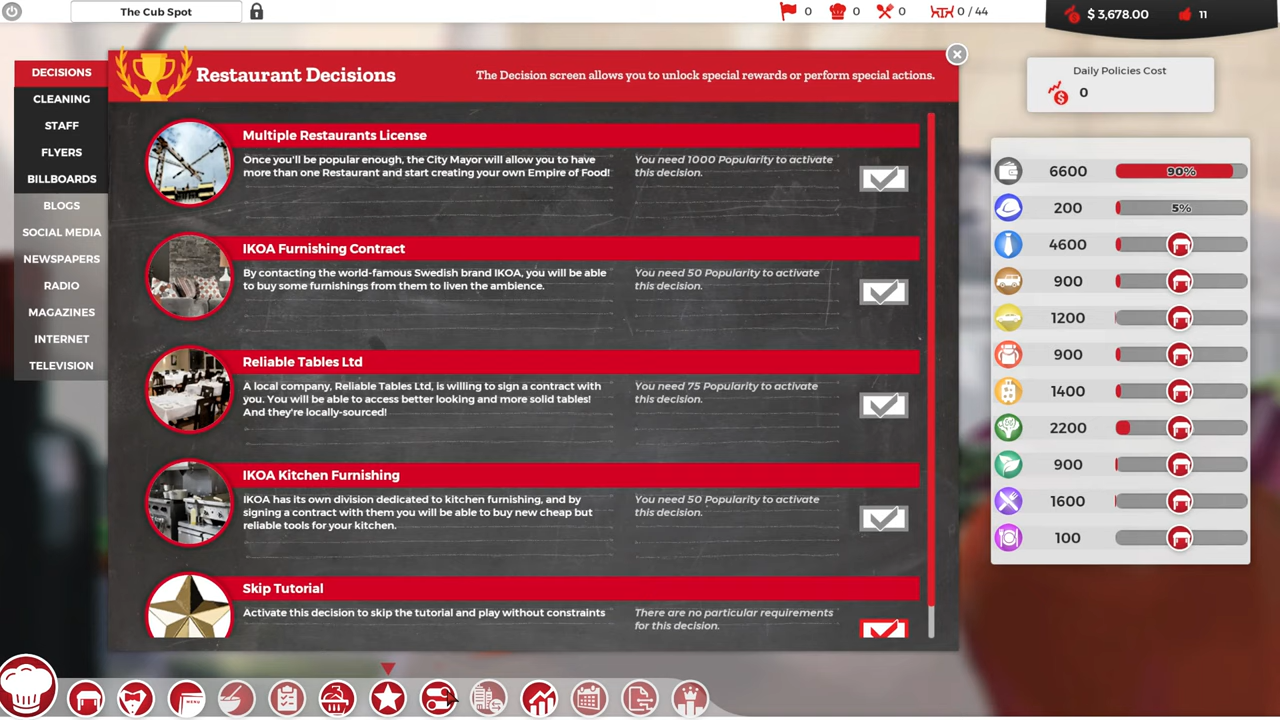 The Cub Spot
0
0
0
0 / 44
$ 3,678.00
11
DECISIONS
CLEANING
STAFF
FLYERS
BILLBOARDS
BLOGS
SOCIAL MEDIA
NEWSPAPERS
RADIO
MAGAZINES
INTERNET
TELEVISION
Restaurant Decisions
The Decision screen allows you to unlock special rewards or perform special actions.
Multiple Restaurants License
Once you'll be popular enough, the City Mayor will allow you to have
more than one Restaurant and start creating your own Empire of Food!
You need 1000 Popularity to activate
this decision.
IKOA Furnishing Contract
By contacting the world-famous Swedish brand IKOA, you will be able
to buy some furnishings from them to liven the ambience.
You need 50 Popularity to activate
this decision.
Reliable Tables Ltd
A local company, Reliable Tables Ltd, is willing to sign a contract with
you. You will be able to access better looking and more solid tables!
And they're locally-sourced!
You need 75 Popularity to activate
this decision.
IKOA Kitchen Furnishing
IKOA has its own division dedicated to kitchen furnishing, and by
signing a contract with them you will be able to buy new cheap but
reliable tools for your kitchen.
You need 50 Popularity to activate
this decision.
Skip Tutorial
Activate this decision to skip the tutorial and play without constraints
There are no particular requirements
for this decision.
Daily Policies Cost
0
6600 90%
200 5%
4600
900
1200
900
1400
2200
900
1600
100
MENU